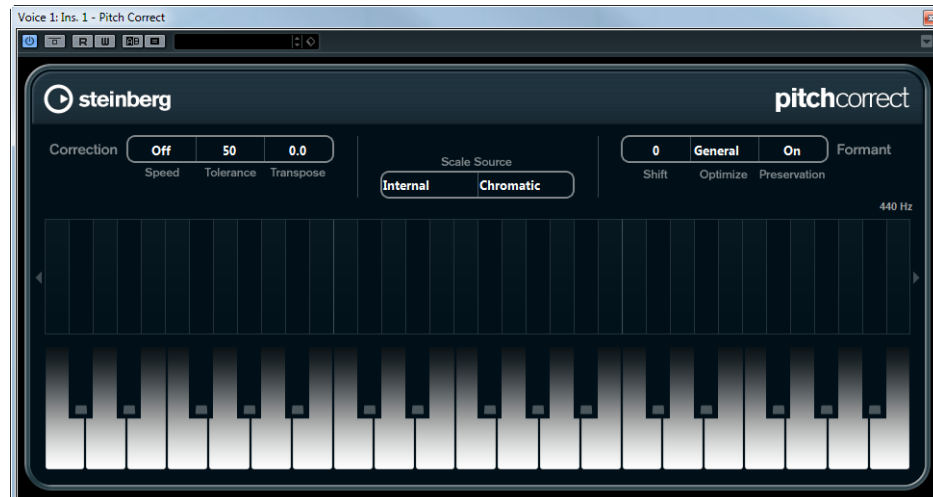 Voice 1: Ins. 1 - Pitch Correct
R W
steinberg
pitchcorrect
Correction Off 50 0.0
Speed Tolerance Transpose
Scale Source
Internal Chromatic
0 General On Formant
Shift Optimize Preservation
440 Hz